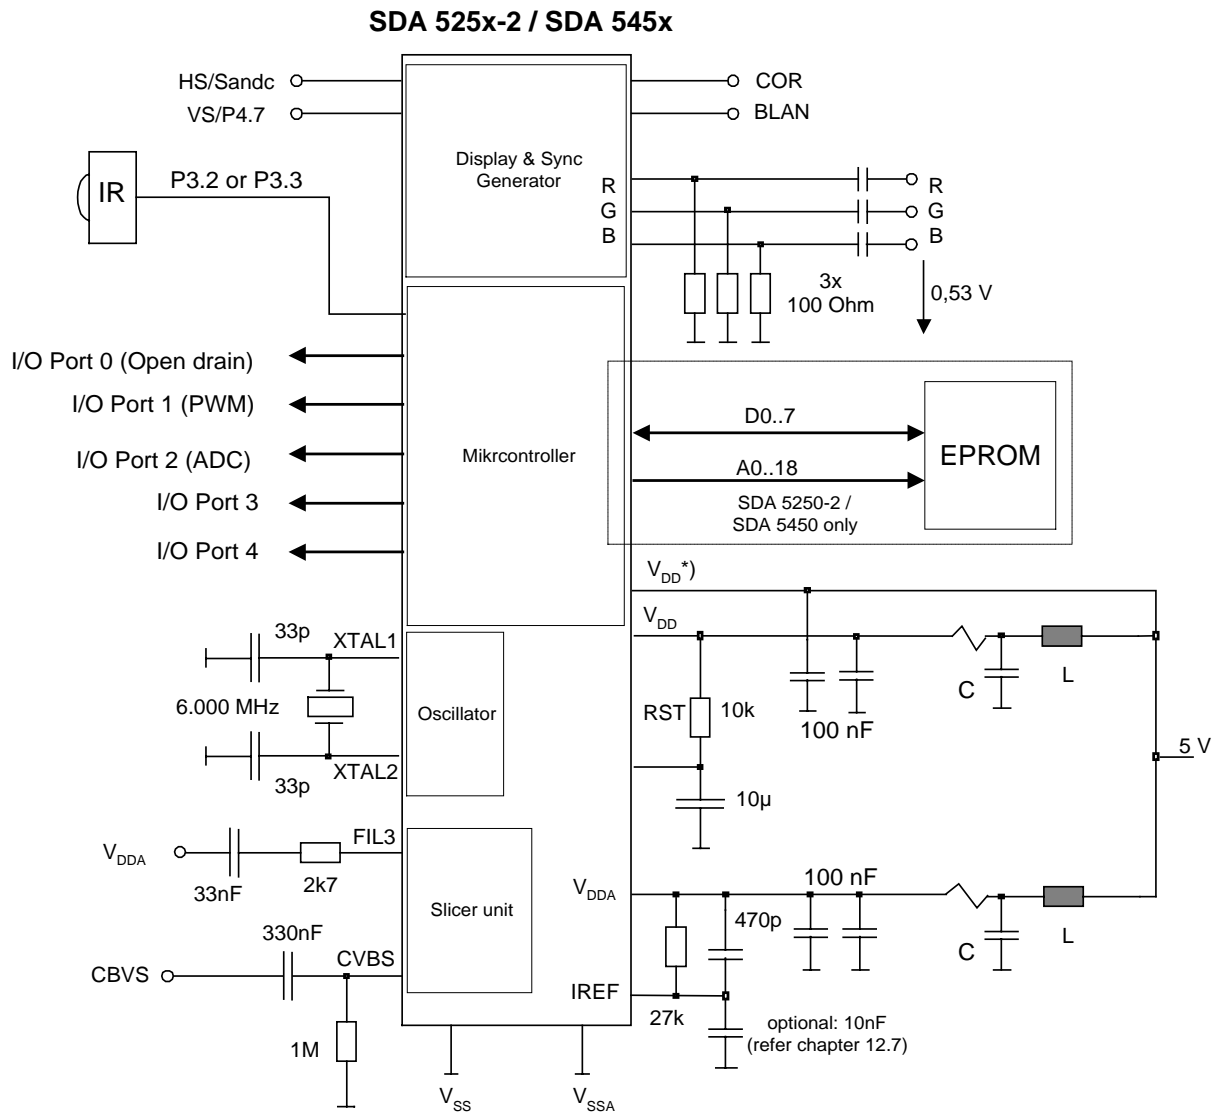 SDA 525x-2 / SDA 545x
HS/Sandc
COR
VS/P4.7
BLAN
Display & Sync
Generator
IR
P3.2 or P3.3
R
R
G
G
B
B
3x
100 Ohm
0,53 V
I/O Port 0 (Open drain)
I/O Port 1 (PWM)
I/O Port 2 (ADC)
I/O Port 3
I/O Port 4
Mikrcontroller
D0..7
A0..18
EPROM
SDA 5250-2 /
SDA 5450 only
VDD*)
VDD
33p
XTAL1
6.000 MHz
Oscillator
33p
XTAL2
RST
10k
100 nF
C
L
5 V
10µ
VDDA
33nF
2k7
FIL3
Slicer unit
VDDA
100 nF
470p
C
L
330nF
CBVS
CVBS
1M
IREF
27k
optional: 10nF
(refer chapter 12.7)
VSS
VSSA